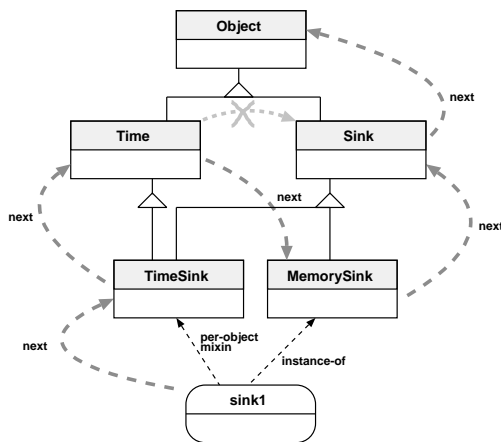 Object
next
Time
Sink
next
next
next
TimeSink
MemorySink
next
per-object
mixin
instance-of
sink1